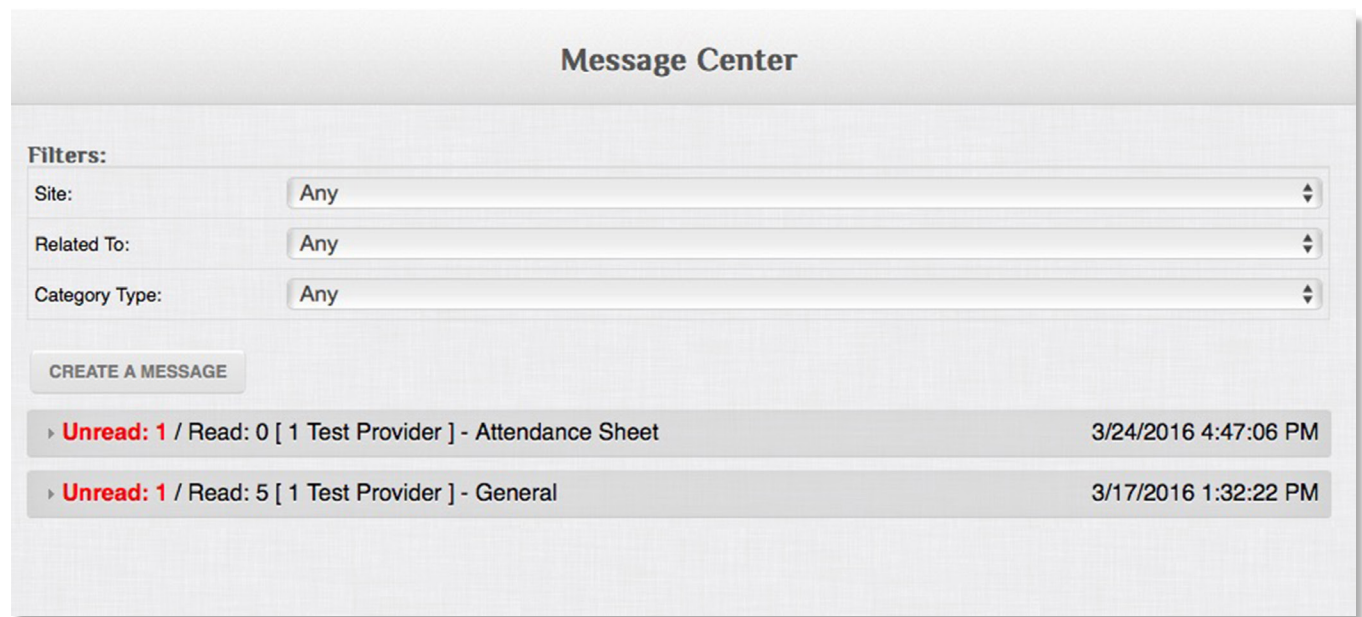 Message Center
Filters:
Site: Any
Related To: Any
Category Type: Any
CREATE A MESSAGE
Unread: 1 / Read: 0 [ 1 Test Provider ] - Attendance Sheet 3/24/2016 4:47:06 PM
Unread: 1 / Read: 5 [ 1 Test Provider ] - General 3/17/2016 1:32:22 PM